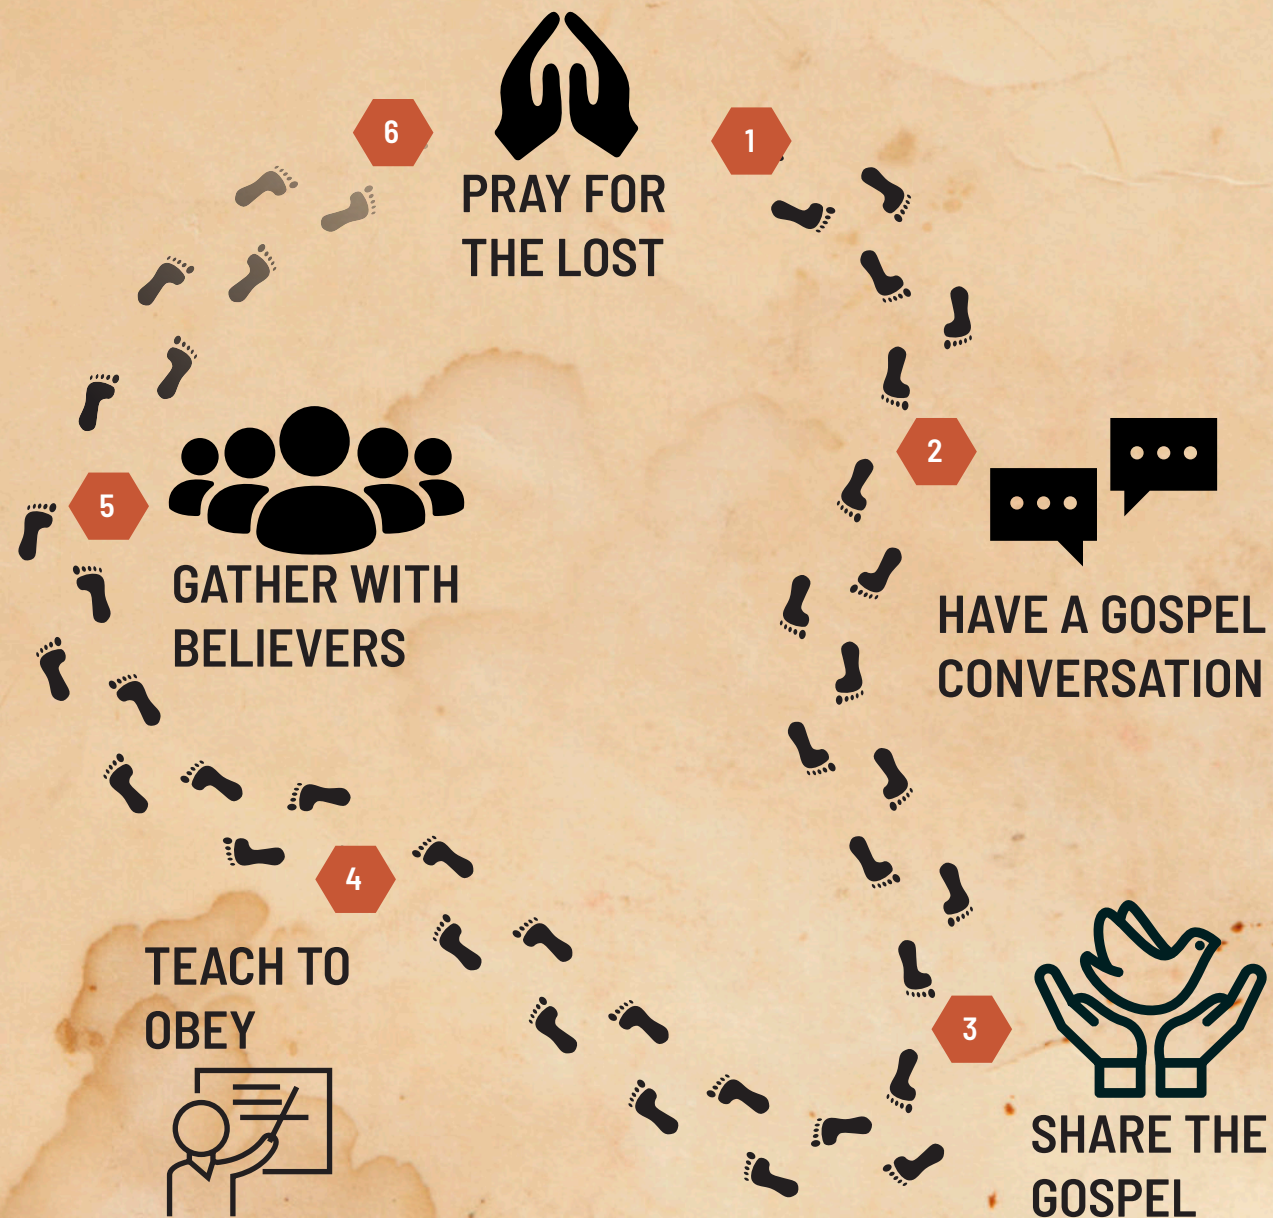 6
1
PRAY FOR
THE LOST
2
HAVE A GOSPEL
CONVERSATION
5
GATHER WITH
BELIEVERS
4
TEACH TO
OBEY
3
SHARE THE
GOSPEL